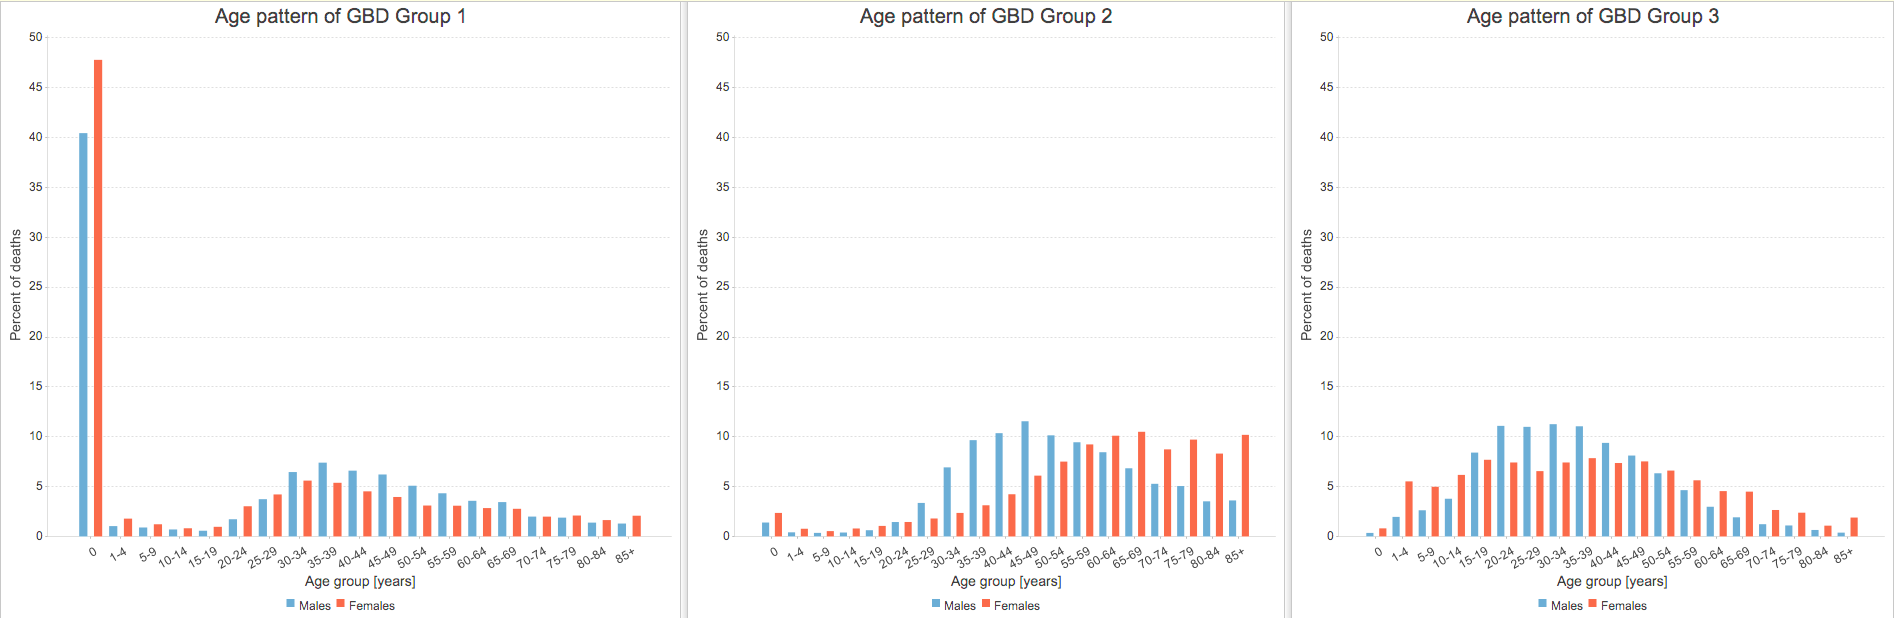 Age pattern of GBD Group 1
50
45
40
35
30
25
20
15
10
5
0
Percent of deaths
0 1-4 5-9 10-14 15-19 20-24 25-29 30-34 35-39 40-44 45-49 50-54 55-59 60-64 65-69 70-74 75-79 80-84 85+
Age group [years]
Males Females
Age pattern of GBD Group 2
50
45
40
35
30
25
20
15
10
5
0
Percent of deaths
0 1-4 5-9 10-14 15-19 20-24 25-29 30-34 35-39 40-44 45-49 50-54 55-59 60-64 65-69 70-74 75-79 80-84 85+
Age group [years]
Males Females
Age pattern of GBD Group 3
50
45
40
35
30
25
20
15
10
5
0
Percent of deaths
0 1-4 5-9 10-14 15-19 20-24 25-29 30-34 35-39 40-44 45-49 50-54 55-59 60-64 65-69 70-74 75-79 80-84 85+
Age group [years]
Males Females